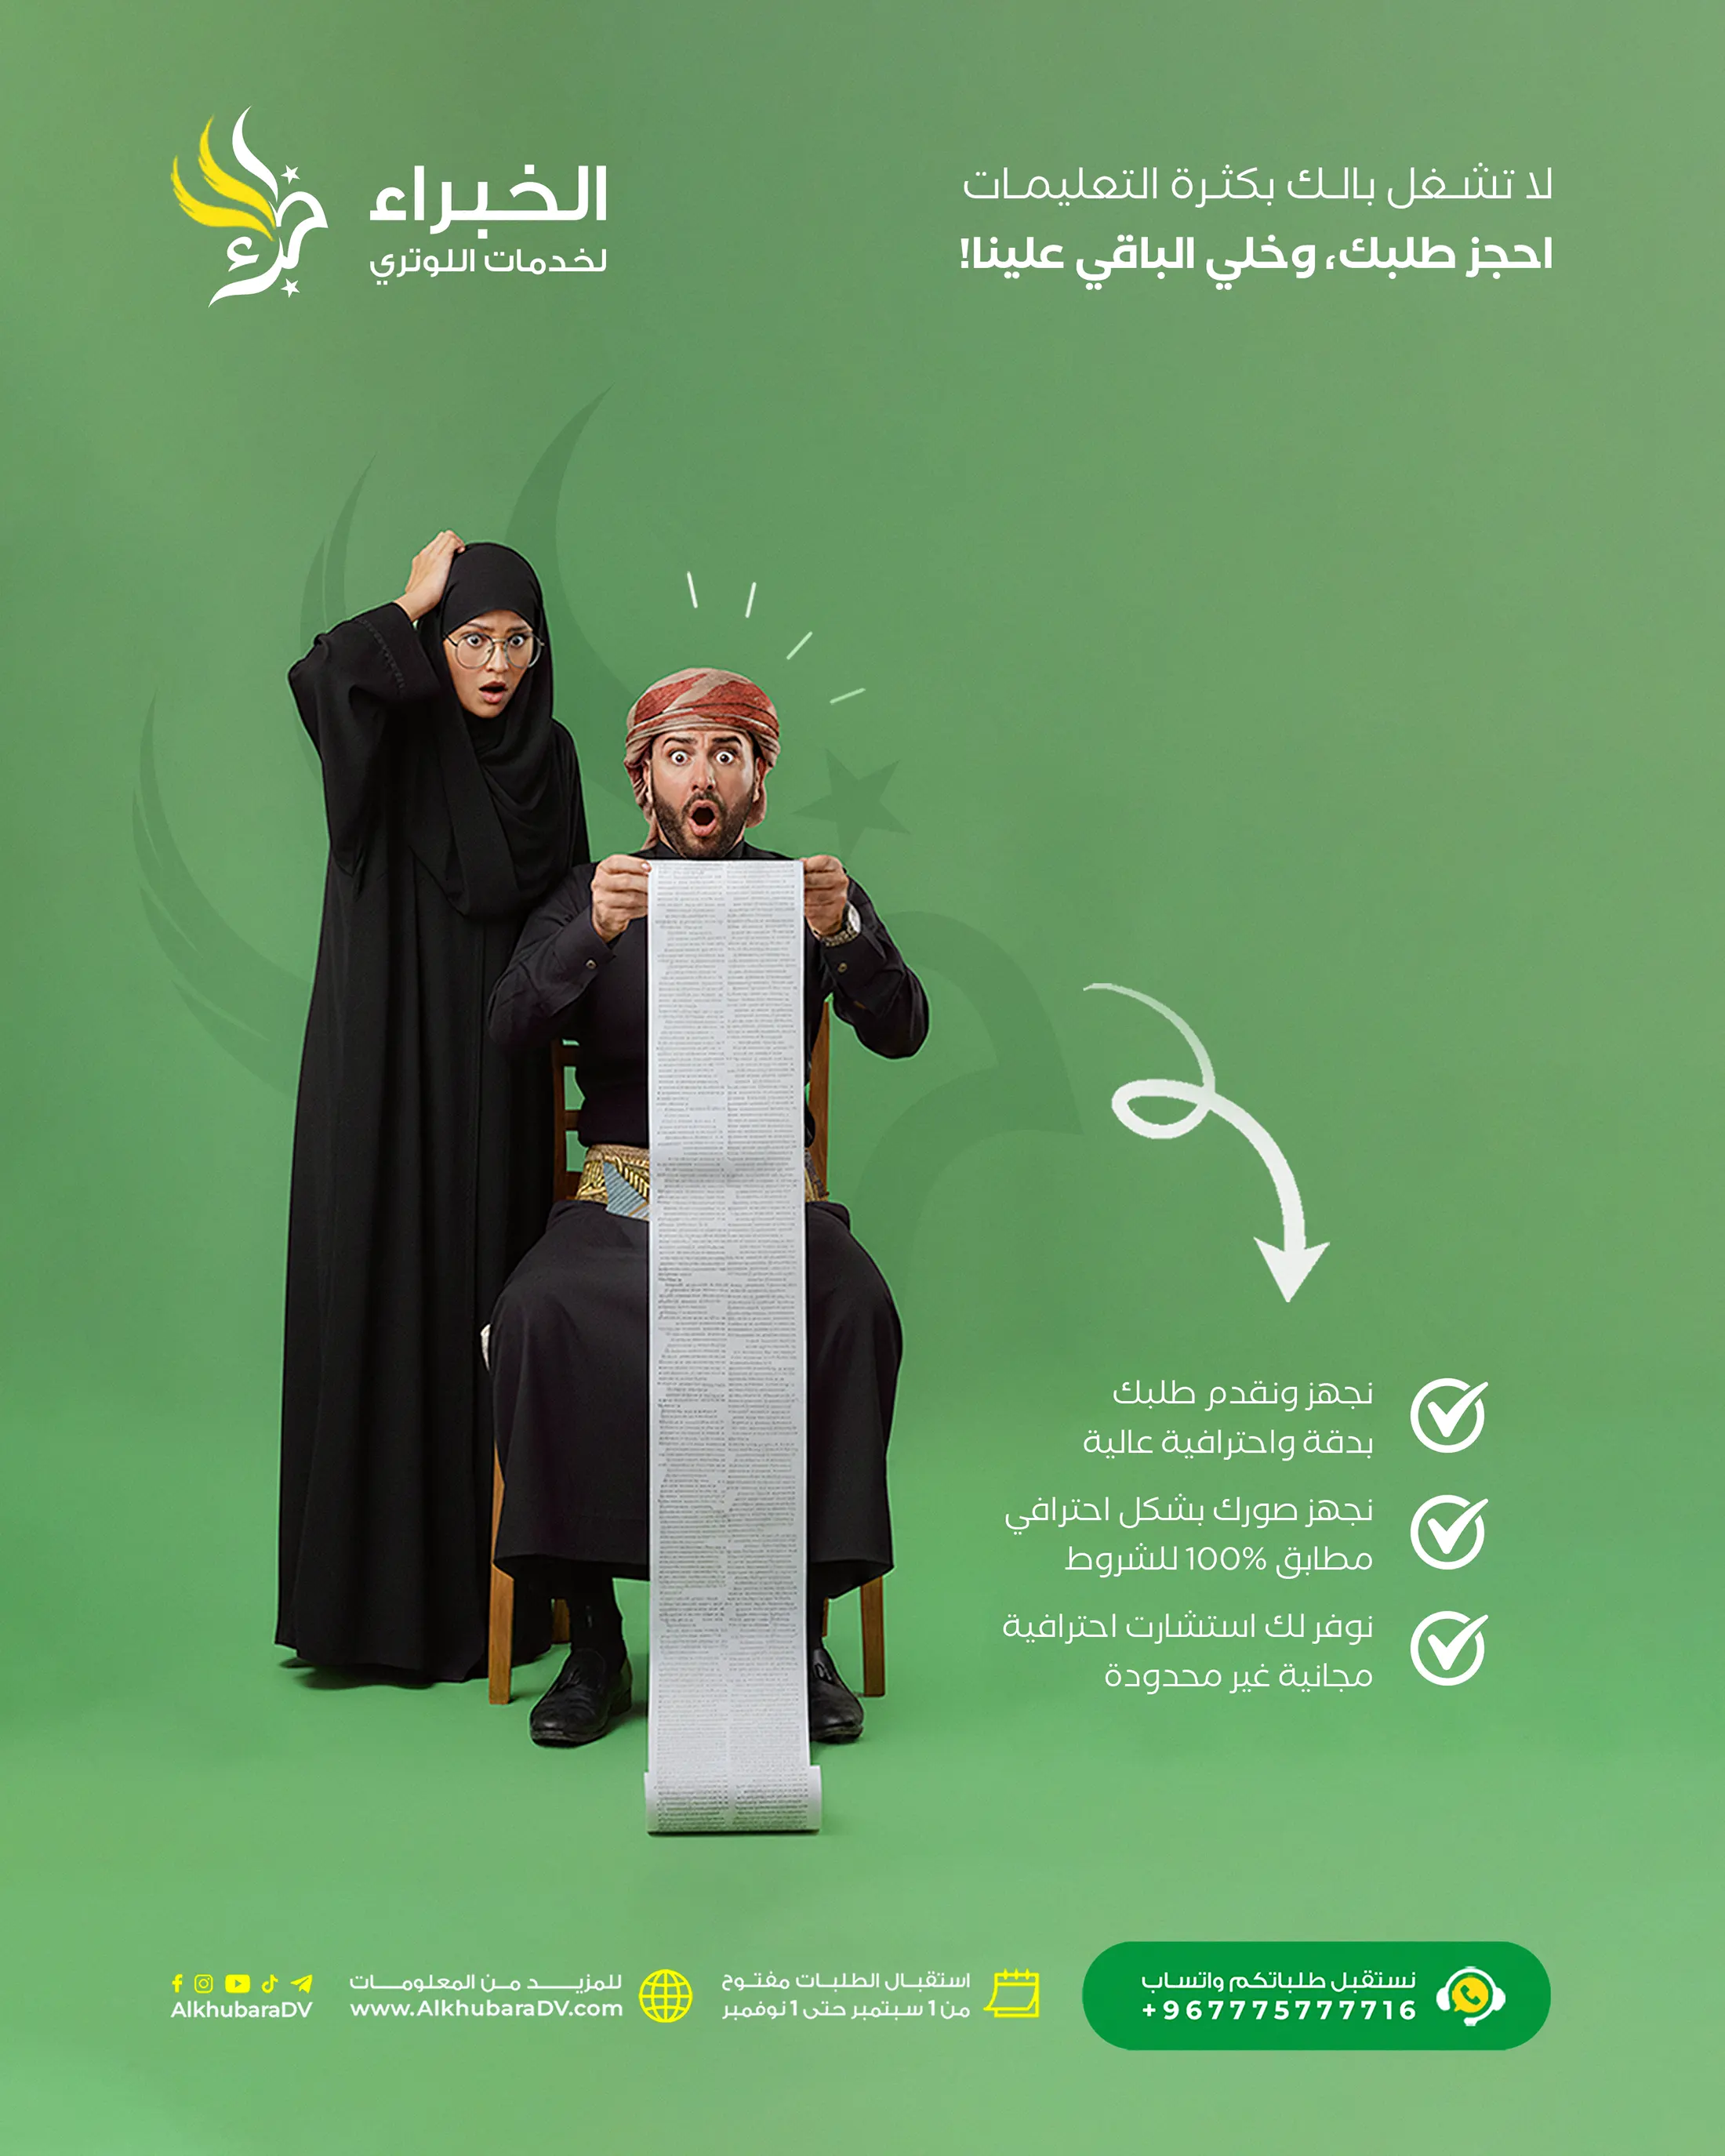 لا تشغل بالك بكثرة التعليمات
احجز طلبك، وخلي الباقي علينا!
الخبراء
لخدمات اللوتري
نجهز ونقدم طلبك
بدقة واحترافية عالية
نجهز صورك بشكل احترافي
مطابق %100 للشروط
نوفر لك استشارت احترافية
مجانية غير محدودة
نستقبل طلباتكم واتساب
+967775777716
استقبال الطلبات مفتوح
من 1 سبتمبر حتى 1 نوفمبر
للمزيد من المعلومات
www.AlkhubaraDV.com
AlkhubaraDV